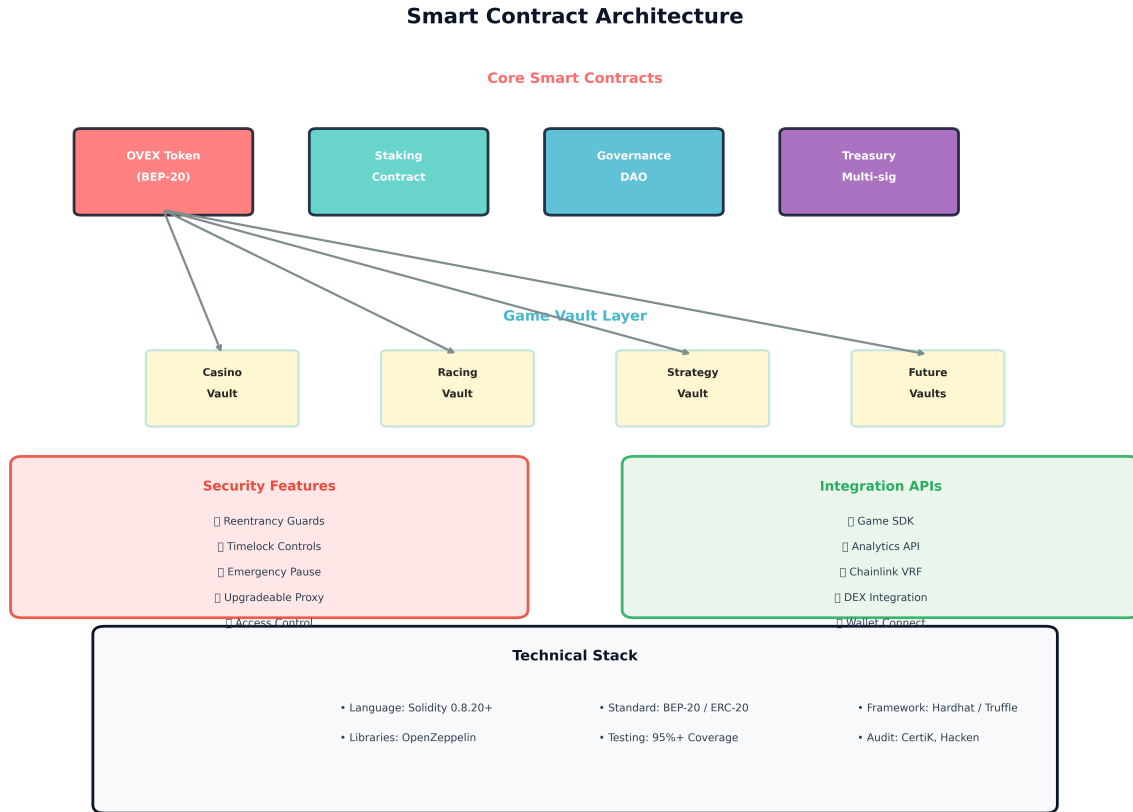 Smart Contract Architecture
Core Smart Contracts
OVEX Token
(BEP-20)
Staking
Contract
Governance
DAO
Treasury
Multi-sig
Game Vault Layer
Casino
Vault
Racing
Vault
Strategy
Vault
Future
Vaults
Security Features
▯ Reentrancy Guards
▯ Timelock Controls
▯ Emergency Pause
▯ Upgradeable Proxy
▯ Access Control
Integration APIs
▯ Game SDK
▯ Analytics API
▯ Chainlink VRF
▯ DEX Integration
▯ Wallet Connect
Technical Stack
• Language: Solidity 0.8.20+
• Standard: BEP-20 / ERC-20
• Framework: Hardhat / Truffle
• Libraries: OpenZeppelin
• Testing: 95%+ Coverage
• Audit: CertiK, Hacken